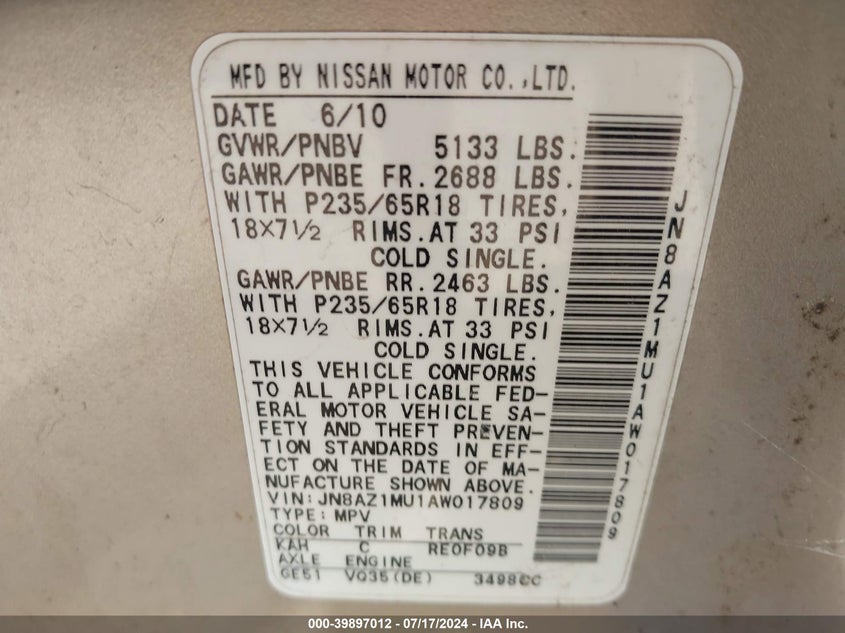 MFD BY NISSAN MOTOR CO.,LTD.
DATE 6/10
GVWR/PNBV 5133 LBS.
GAWR/PNBE FR.2688 LBS.
WITH P235/65R18 TIRES,
18×7½ RIMS.AT 33 PSI
COLD SINGLE.
GAWR/PNBE RR.2463 LBS.
WITH P235/65R18 TIRES,
18×7½ RIMS.AT 33 PSI
COLD SINGLE.
THIS VEHICLE CONFORMS
TO ALL APPLICABLE FED-
ERAL MOTOR VEHICLE SA-
FETY AND THEFT PREVEN-
TION STANDARDS IN EFF-
ECT ON THE DATE OF MA-
NUFACTURE SHOWN ABOVE.
VIN:JN8AZ1MU1AW017809
TYPE:MPV
COLOR TRIM TRANS
KAH C RE0F09B
AXLE ENGINE
GE51 VQ35(DE) 3498CC
JN8AZ1MU1AW017809
000-39897012 - 07/17/2024 - IAA Inc.